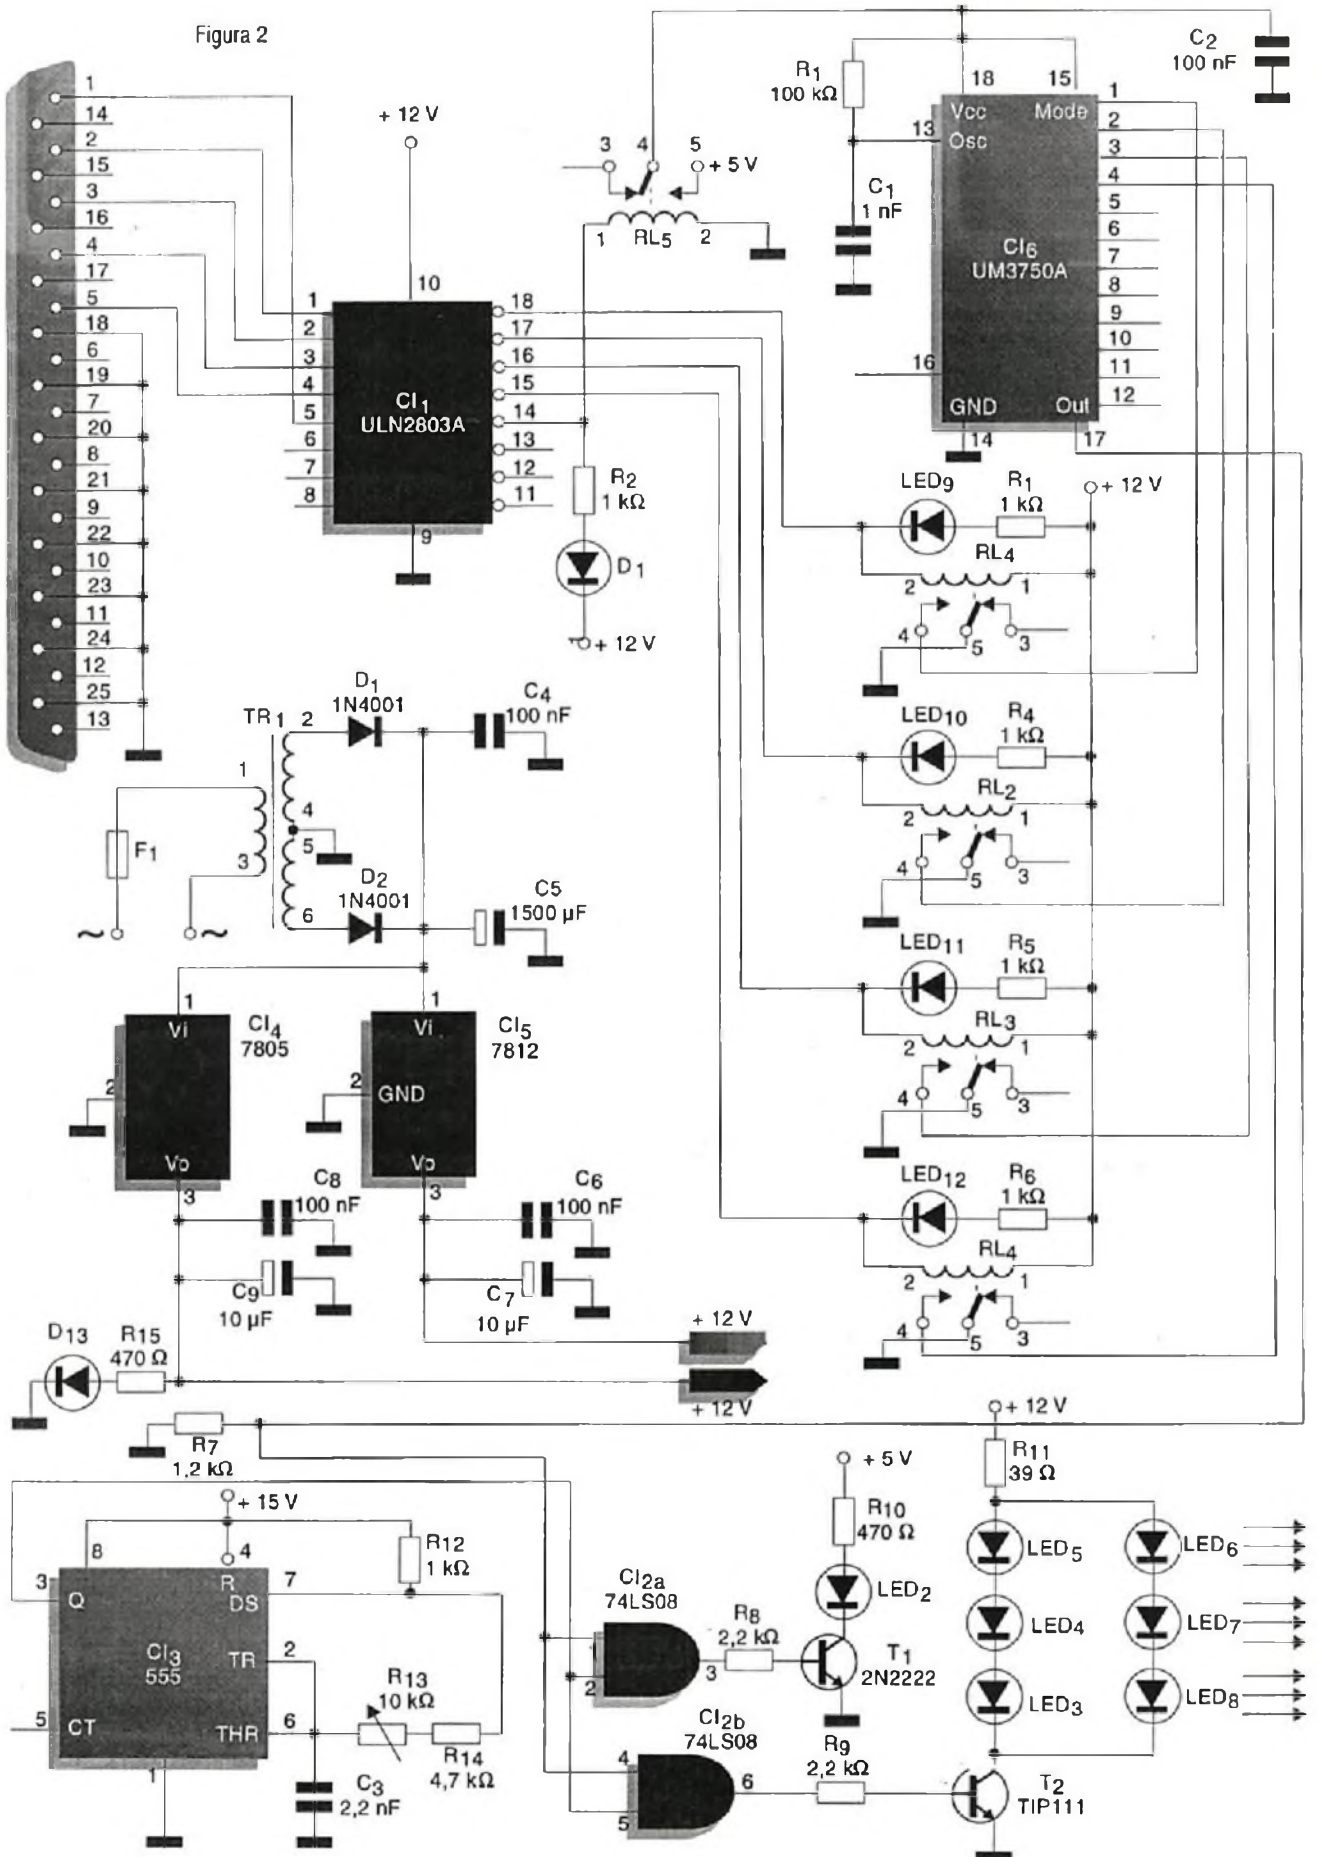 Figura 2
1
14
2
15
3
16
4
17
5
18
6
19
7
20
8
21
9
22
10
23
11
24
12
25
13
+ 12 V
10
1
2
3
4
5
6
7
8
CI1
ULN2803A
18
17
16
15
14
13
12
11
9
3 4 5
+ 5 V
1 RL5 2
R2
1 kΩ
D1
+ 12 V
R1
100 kΩ
C1
1 nF
C2
100 nF
18 15
Vcc Mode
13
Osc
CI6
UM3750A
16
GND Out
14 17
1
2
3
4
5
6
7
8
9
10
11
12
+ 12 V
LED9 R1
1 kΩ
RL4
2 1
4 5 3
LED10 R4
1 kΩ
RL2
2 1
4 5 3
LED11 R5
1 kΩ
RL3
2 1
4 5 3
LED12 R6
1 kΩ
RL4
2 1
4 5 3
TR1
1
3
2
4
5
6
F1
~ ~
D1
1N4001
D2
1N4001
C4
100 nF
C5
1500 µF
1
Vi
CI4
7805
2
Vo
3
1
Vi
CI5
7812
2
GND
Vo
3
C8
100 nF
C9
10 µF
C6
100 nF
C7
10 µF
D13 R15
470 Ω
+ 12 V
+ 12 V
R7
1,2 kΩ
+ 15 V
8 4
R
3
Q
DS
7
CI3
555
TR
2
5
CT
THR
6
1
R12
1 kΩ
R13
10 kΩ
R14
4,7 kΩ
C3
2,2 nF
CI2a
74LS08
2
3
R8
2,2 kΩ
CI2b
74LS08
4
5
6
R9
2,2 kΩ
+ 5 V
R10
470 Ω
LED2
T1
2N2222
+ 12 V
R11
39 Ω
LED5
LED6
LED4
LED7
LED3
LED8
T2
TIP111